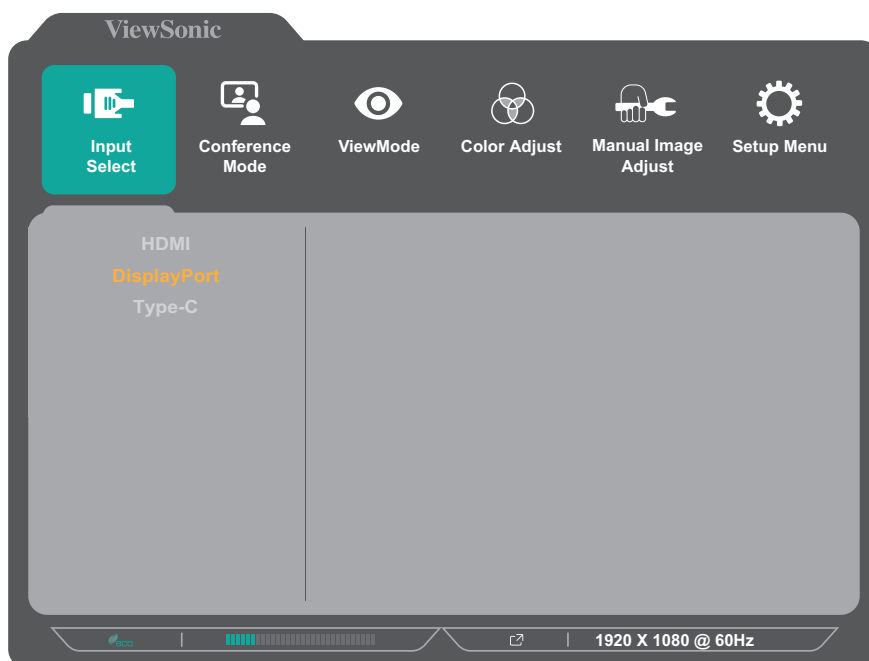 ViewSonic
Input
Select
Conference
Mode
ViewMode
Color Adjust
Manual Image
Adjust
Setup Menu
HDMI
DisplayPort
Type-C
eco
1920 X 1080 @ 60Hz